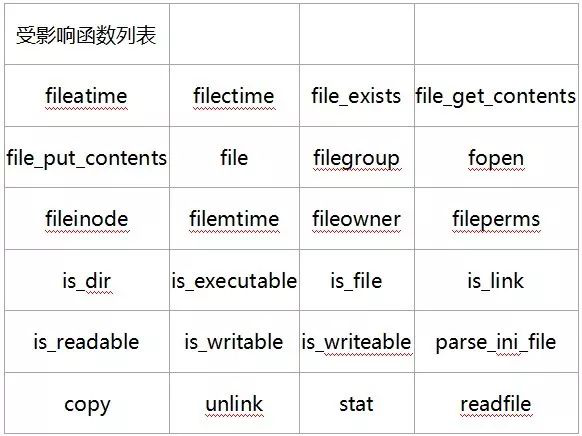 受影响函数列表
fileatime filectime file_exists file_get_contents
file_put_contents file filegroup fopen
fileinode filemtime fileowner fileperms
is_dir is_executable is_file is_link
is_readable is_writable is_writeable parse_ini_file
copy unlink stat readfile